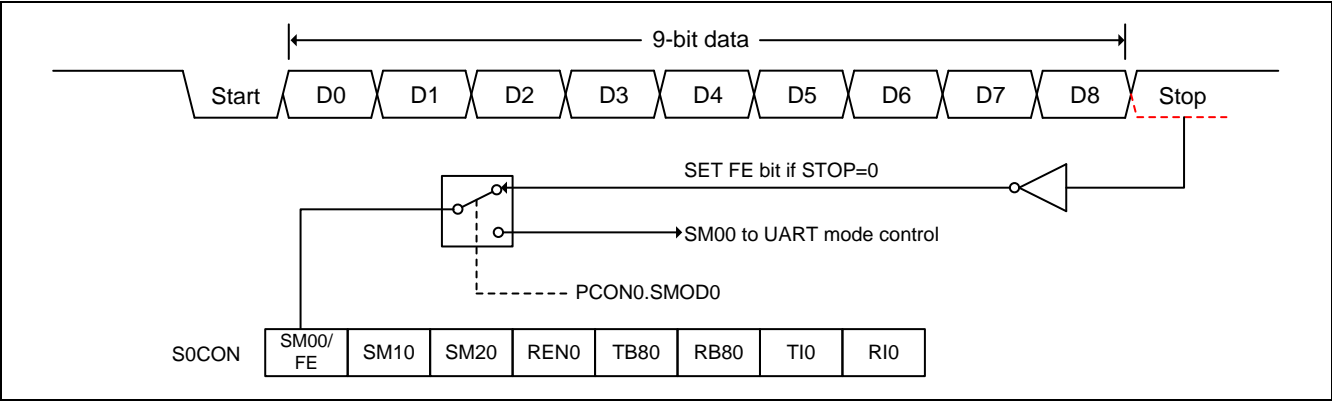 9-bit data
Start D0 D1 D2 D3 D4 D5 D6 D7 D8 Stop
SET FE bit if STOP=0
SM00 to UART mode control
PCON0.SMOD0
S0CON SM00/
FE SM10 SM20 REN0 TB80 RB80 TI0 RI0